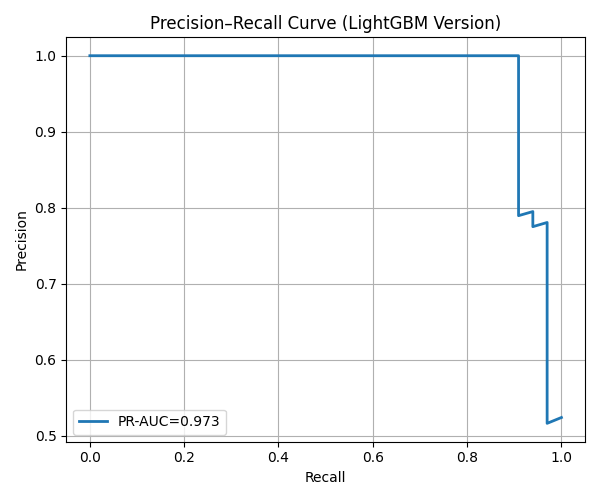 Precision–Recall Curve (LightGBM Version)
1.0
0.9
0.8
0.7
0.6
0.5
Precision
PR-AUC=0.973
0.0 0.2 0.4 0.6 0.8 1.0
Recall